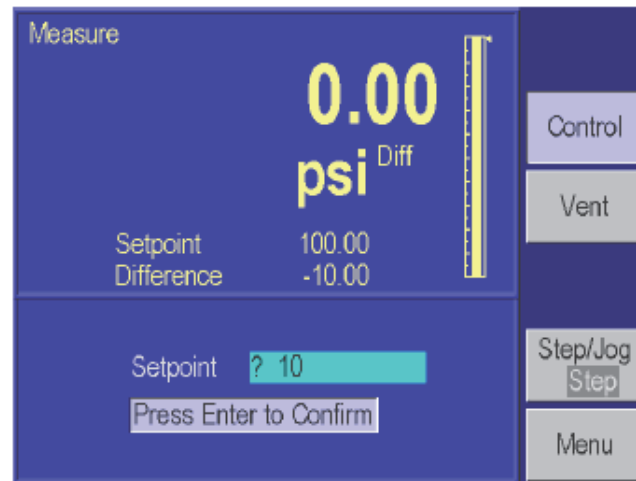 Measure
0.00
psi Diff
Setpoint 100.00
Difference -10.00
Setpoint ? 10
Press Enter to Confirm
Control
Vent
Step/Jog
Step
Menu